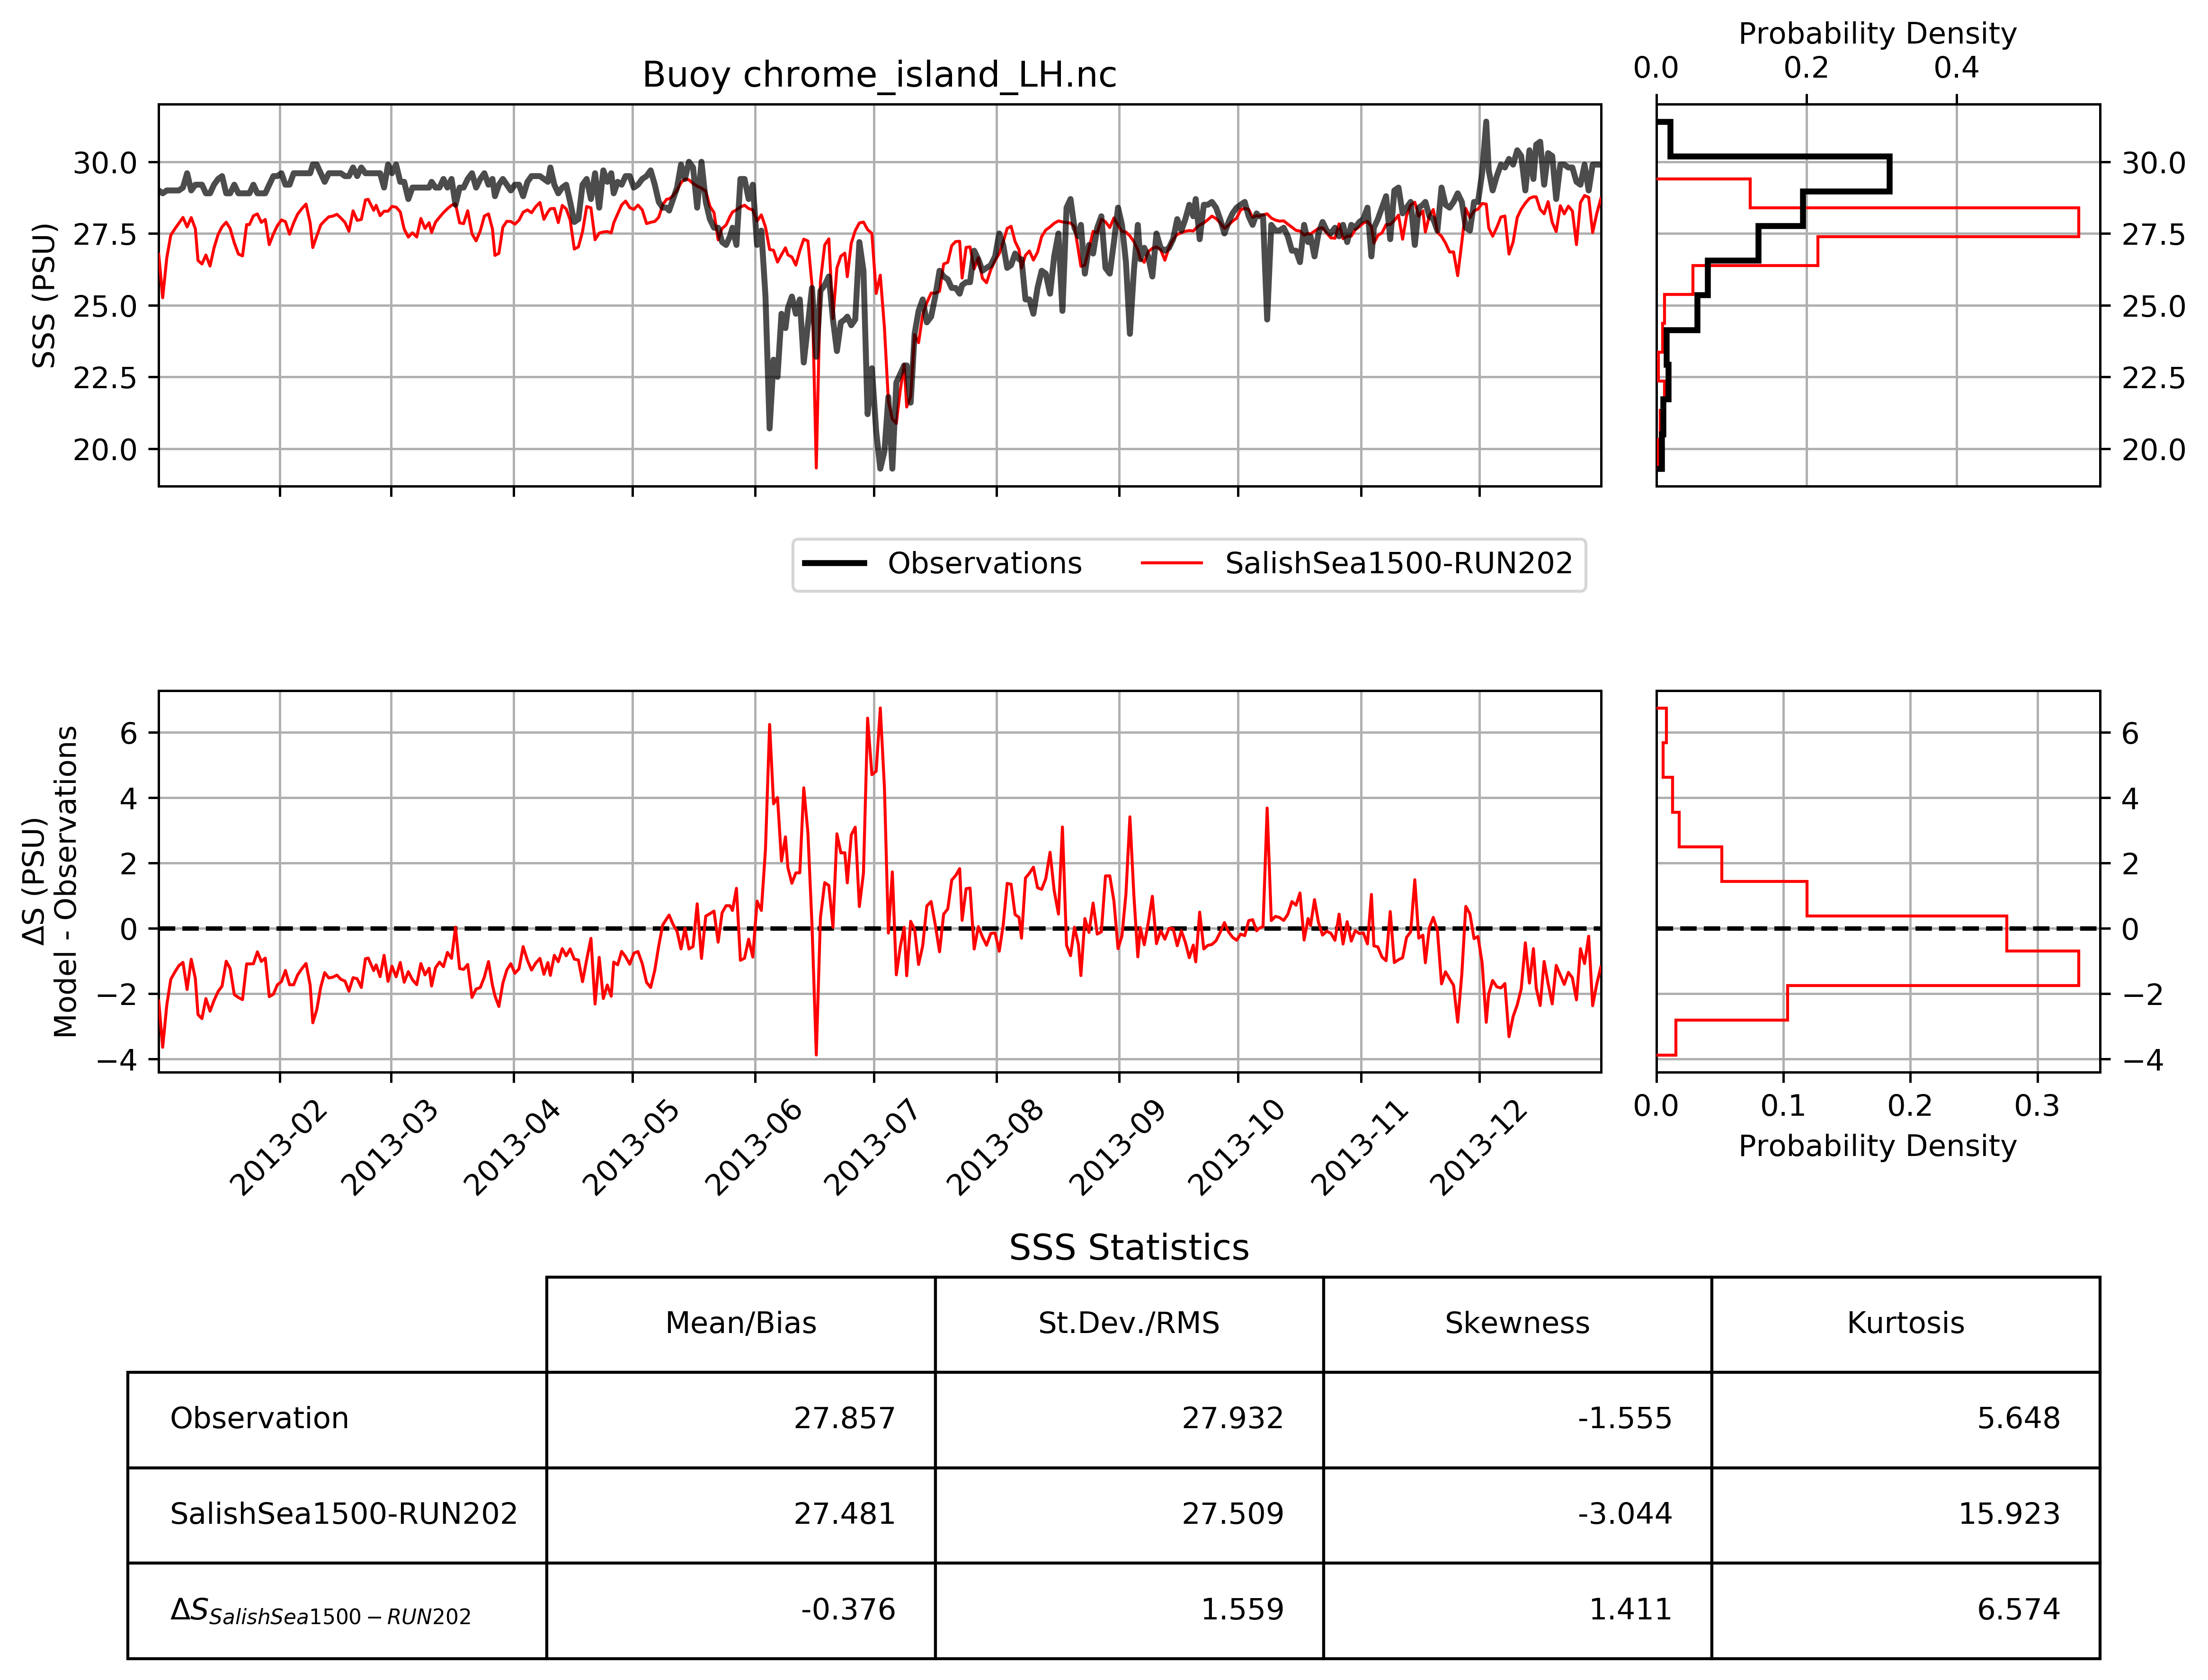 Probability Density
0.0 0.2 0.4
Buoy chrome_island_LH.nc
SSS (PSU)
30.0
27.5
25.0
22.5
20.0
30.0
27.5
25.0
22.5
20.0
Observations SalishSea1500-RUN202
ΔS (PSU)
Model - Observations
6
4
2
0
−2
−4
6
4
2
0
−2
−4
2013-02 2013-03 2013-04 2013-05 2013-06 2013-07 2013-08 2013-09 2013-10 2013-11 2013-12
0.0 0.1 0.2 0.3
Probability Density
SSS Statistics
Mean/Bias St.Dev./RMS Skewness Kurtosis
Observation 27.857 27.932 -1.555 5.648
SalishSea1500-RUN202 27.481 27.509 -3.044 15.923
ΔS SalishSea1500−RUN202 -0.376 1.559 1.411 6.574